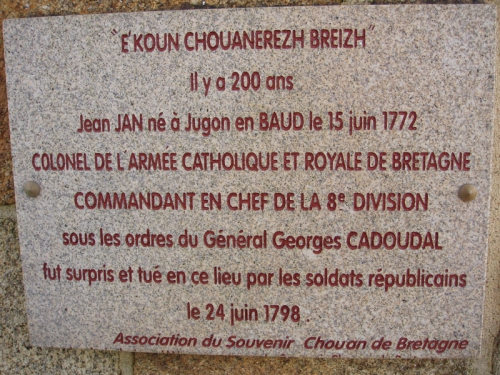 "E'KOUN CHOUANEREZH BREIZH"
Il y a 200 ans
Jean JAN né à Jugon en BAUD le 15 juin 1772
COLONEL DE L'ARMEE CATHOLIQUE ET ROYALE DE BRETAGNE
COMMANDANT EN CHEF DE LA 8e DIVISION
sous les ordres du Général Georges CADOUDAL
fut surpris et tué en ce lieu par les soldats républicains
le 24 juin 1798
Association du Souvenir Chouan de Bretagne